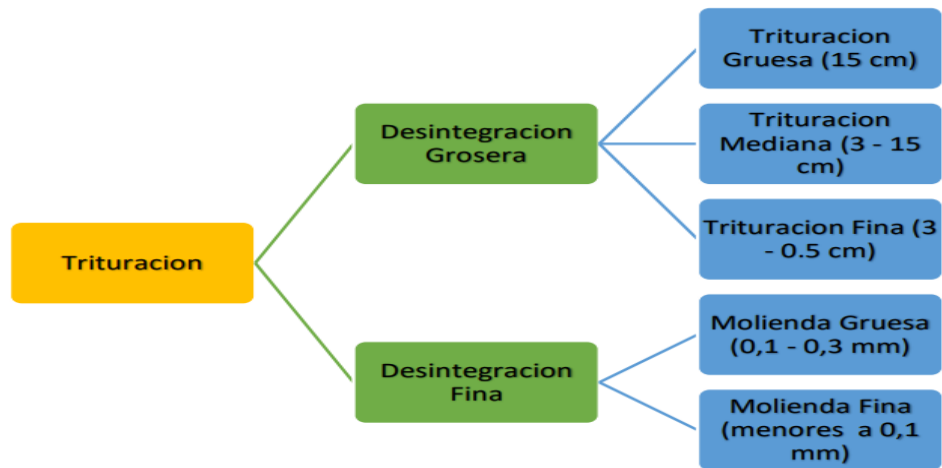 Trituracion
Desintegracion
Grosera
Desintegracion
Fina
Trituracion
Gruesa (15 cm)
Trituracion
Mediana (3 - 15
cm)
Trituracion Fina (3
- 0.5 cm)
Molienda Gruesa
(0,1 - 0,3 mm)
Molienda Fina
(menores a 0,1
mm)